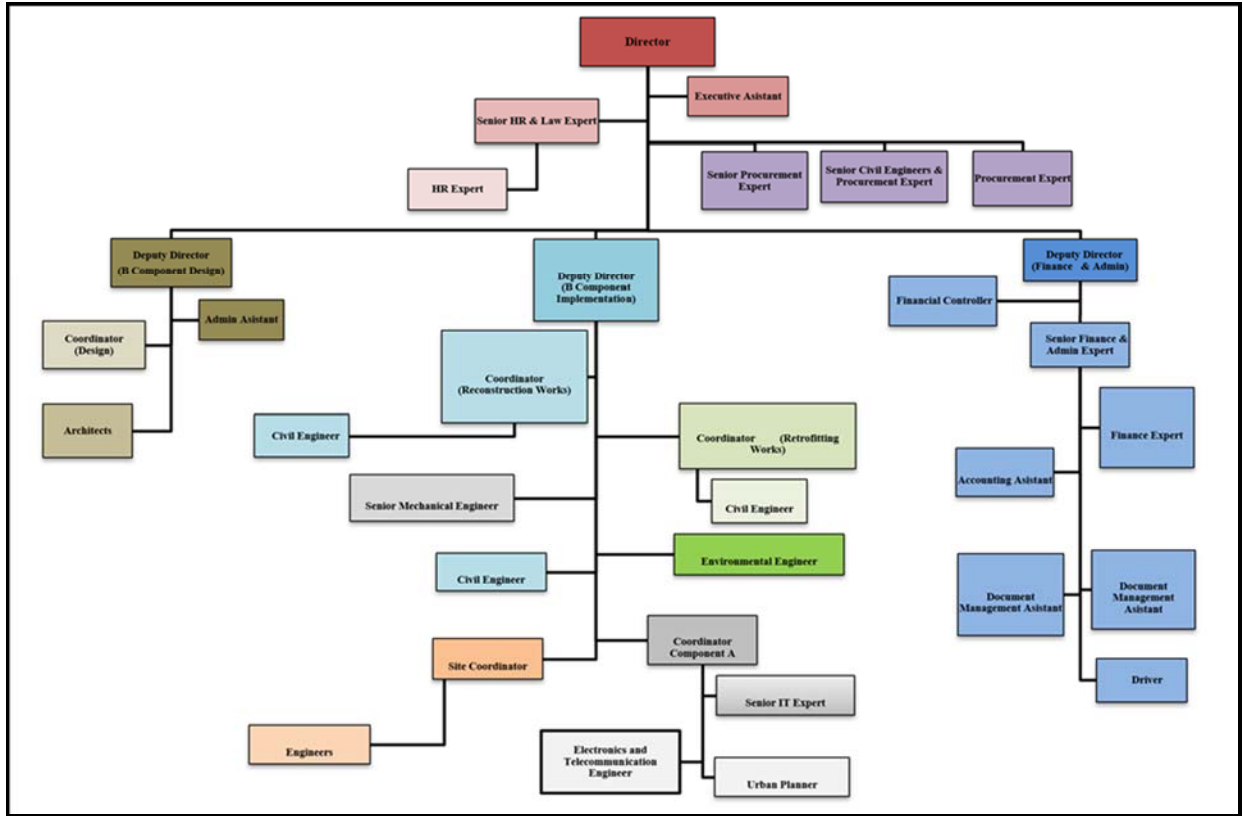 Director
Executive Asistant
Senior HR & Law Expert
HR Expert
Senior Procurement
Expert
Senior Civil Engineers &
Procurement Expert
Procurement Expert
Deputy Director
(B Component Design)
Admin Asistant
Coordinator
(Design)
Architects
Deputy Director
(B Component
Implementation)
Coordinator
(Reconstruction Works)
Civil Engineer
Coordinator (Retrofitting
Works)
Civil Engineer
Senior Mechanical Engineer
Environmental Engineer
Civil Engineer
Site Coordinator
Engineers
Coordinator
Component A
Senior IT Expert
Electronics and
Telecommunication
Engineer
Urban Planner
Deputy Director
(Finance & Admin)
Financial Controller
Senior Finance &
Admin Expert
Finance Expert
Accounting Asistant
Document
Management Asistant
Document
Management
Asistant
Driver